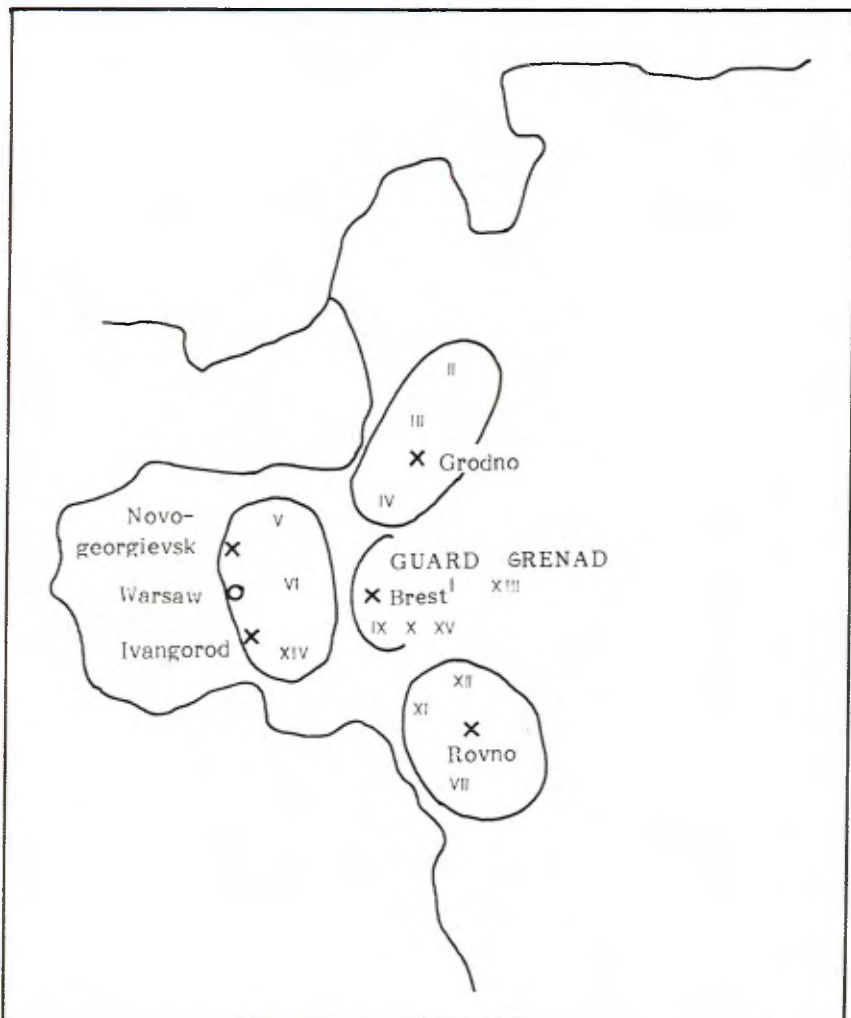 II
III
Grodno
IV
Novo-
georgievsk
V
GUARD GRENAD
Warsaw
VI
Brest
I
XIII
Ivangorod
XIV
IX X XV
XII
XI
Rovno
VII